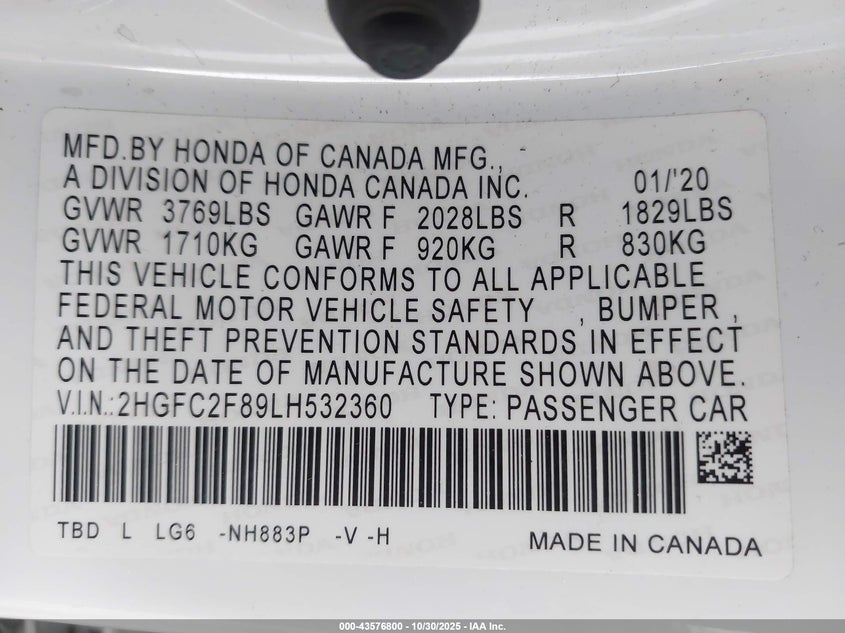 MFD.BY HONDA OF CANADA MFG.,
A DIVISION OF HONDA CANADA INC. 01/'20
GVWR 3769LBS GAWR F 2028LBS R 1829LBS
GVWR 1710KG GAWR F 920KG R 830KG
THIS VEHICLE CONFORMS TO ALL APPLICABLE
FEDERAL MOTOR VEHICLE SAFETY , BUMPER ,
AND THEFT PREVENTION STANDARDS IN EFFECT
ON THE DATE OF MANUFACTURE SHOWN ABOVE.
V.I.N.:2HGFC2F89LH532360 TYPE: PASSENGER CAR
TBD L LG6 -NH883P -V -H MADE IN CANADA
000-43576800 - 10/30/2025 - IAA Inc.